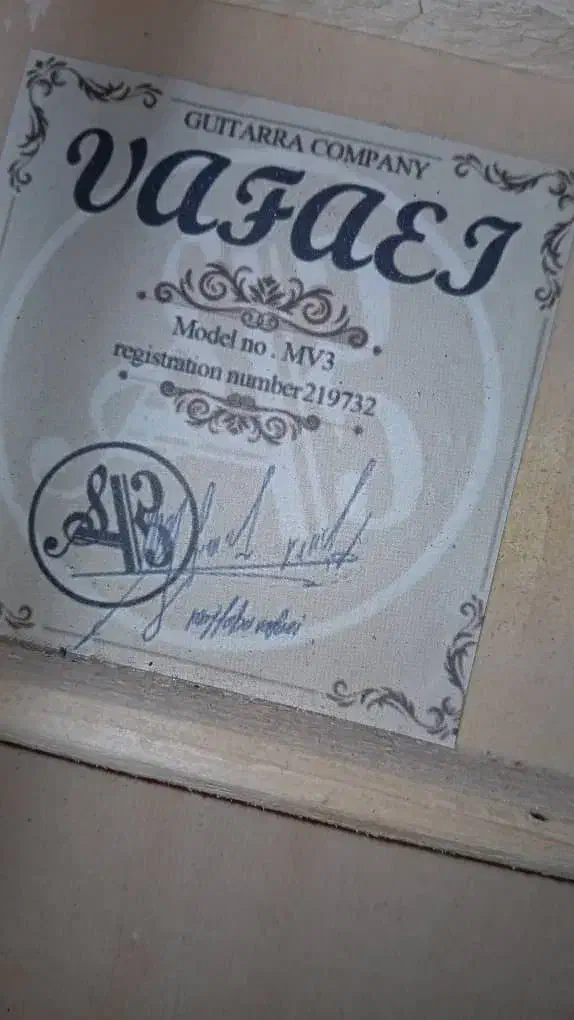 GUITARRA COMPANY
VAFAEI
Model no . MV3
registration number 219732